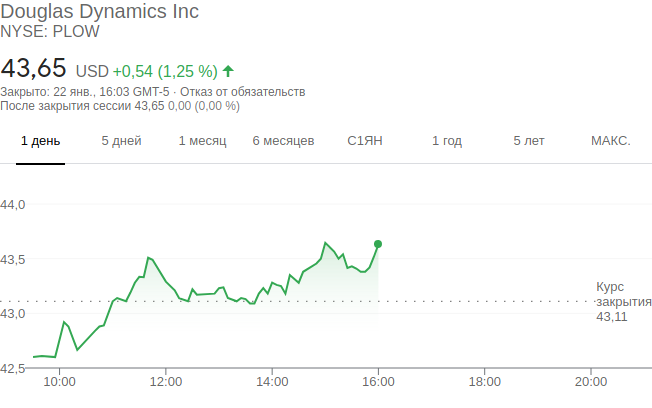 Douglas Dynamics Inc
NYSE: PLOW
43,65 USD +0,54 (1,25 %)
Закрыто: 22 янв., 16:03 GMT-5 · Отказ от обязательств
После закрытия сессии 43,65 0,00 (0,00 %)
1 день 5 дней 1 месяц 6 месяцев С1ЯН 1 год 5 лет МАКС.
44,0
43,5
Курс
закрытия
43,11
43,0
42,5
10:00 12:00 14:00 16:00 18:00 20:00